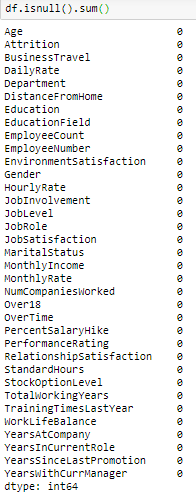 df.isnull().sum()
Age 0
Attrition 0
BusinessTravel 0
DailyRate 0
Department 0
DistanceFromHome 0
Education 0
EducationField 0
EmployeeCount 0
EmployeeNumber 0
EnvironmentSatisfaction 0
Gender 0
HourlyRate 0
JobInvolvement 0
JobLevel 0
JobRole 0
JobSatisfaction 0
MaritalStatus 0
MonthlyIncome 0
MonthlyRate 0
NumCompaniesWorked 0
Over18 0
OverTime 0
PercentSalaryHike 0
PerformanceRating 0
RelationshipSatisfaction 0
StandardHours 0
StockOptionLevel 0
TotalWorkingYears 0
TrainingTimesLastYear 0
WorkLifeBalance 0
YearsAtCompany 0
YearsInCurrentRole 0
YearsSinceLastPromotion 0
YearsWithCurrManager 0
dtype: int64